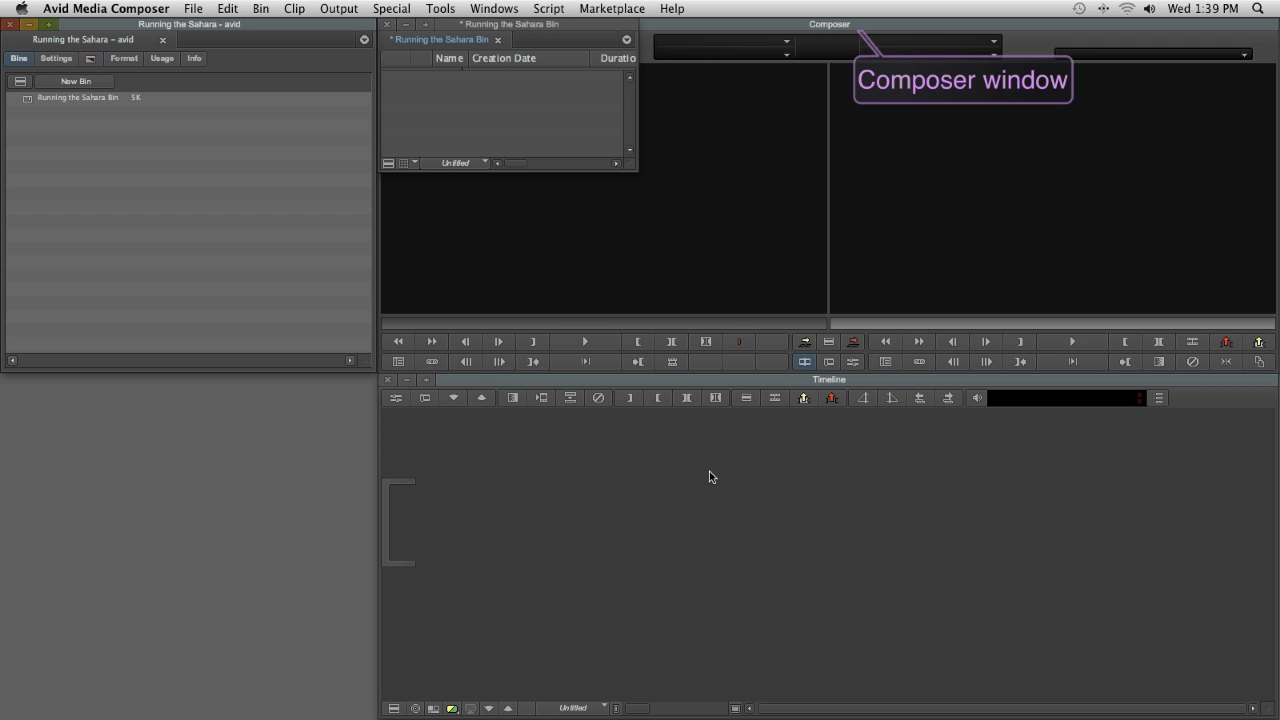 Avid Media Composer File Edit Bin Clip Output Special Tools Windows Script Marketplace Help Wed 1:39 PM
Running the Sahara - avid
* Running the Sahara Bin
Composer
Running the Sahara – avid
* Running the Sahara Bin
Bins Settings Format Usage Info
Name Creation Date Duratio
Composer window
New Bin
Running the Sahara Bin 5K
Untitled
Timeline
Untitled